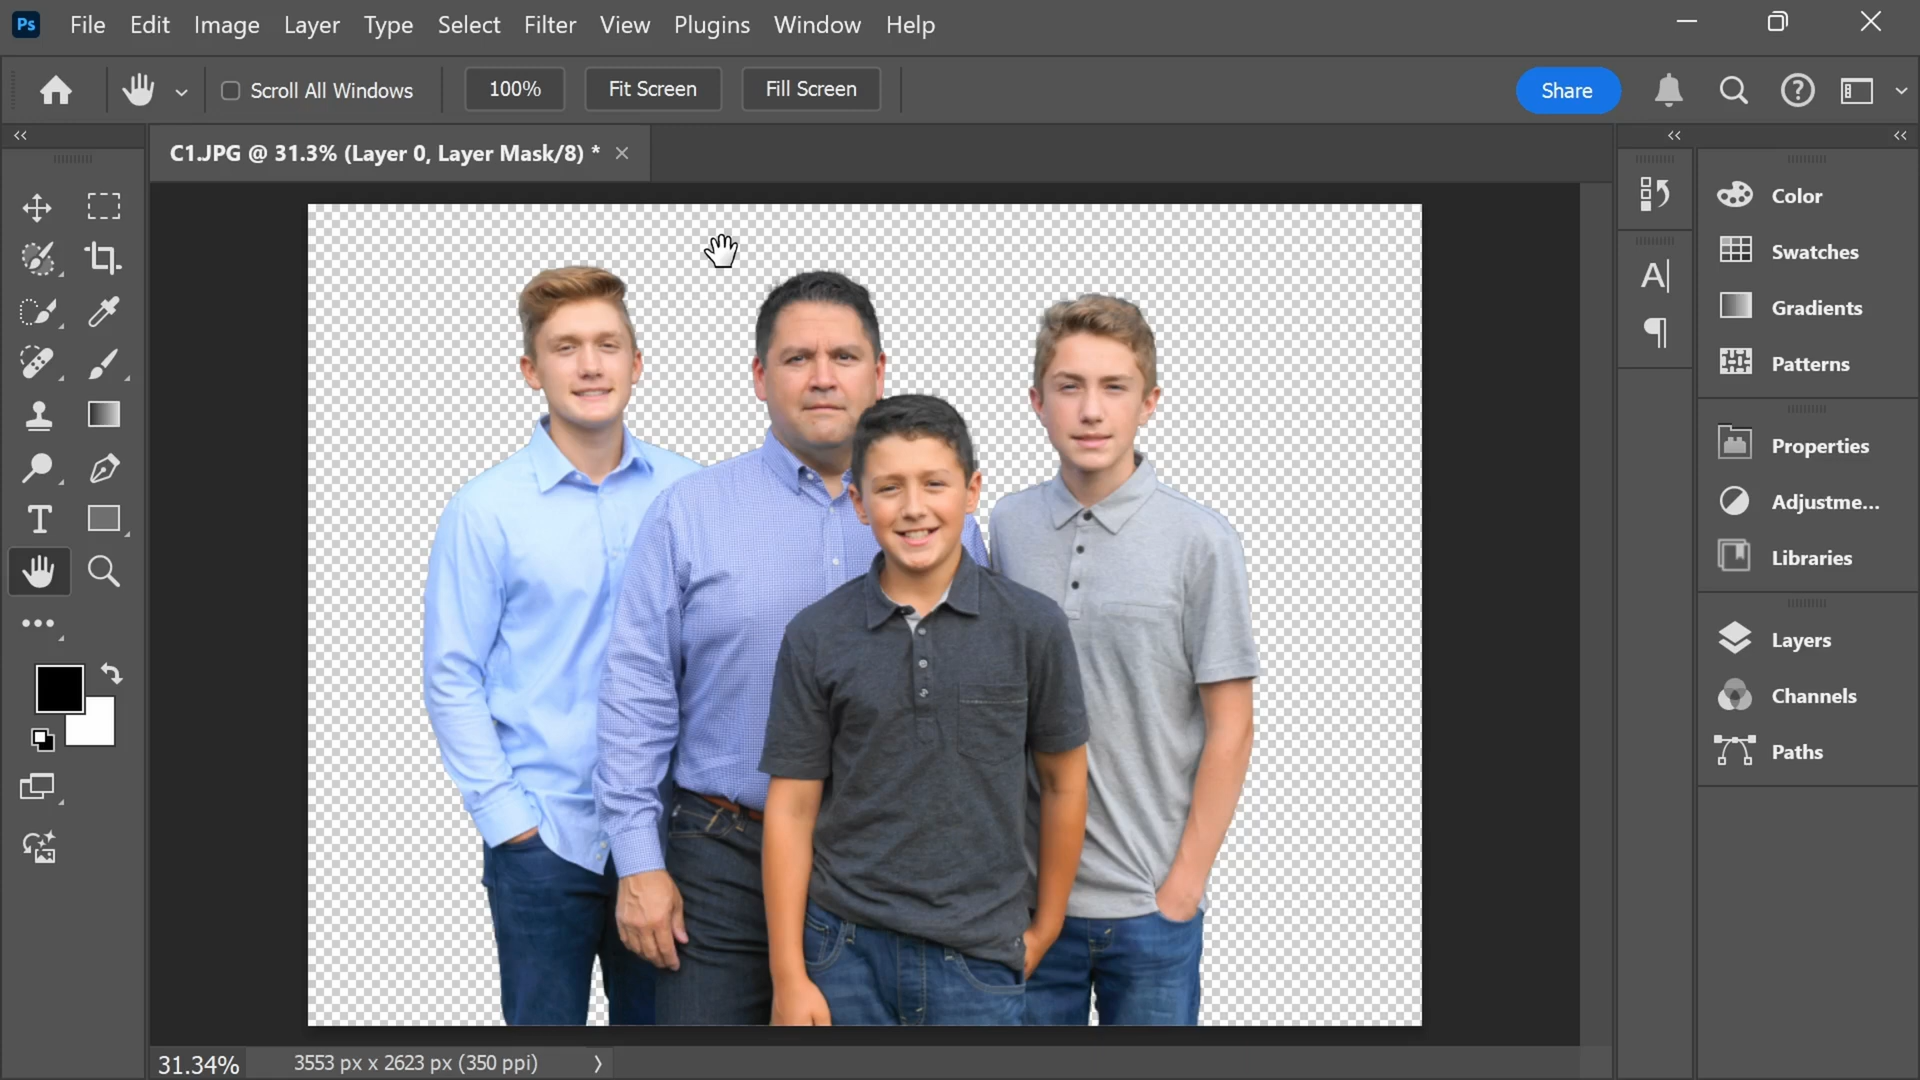 Ps File Edit Image Layer Type Select Filter View Plugins Window Help
Scroll All Windows 100% Fit Screen Fill Screen Share
C1.JPG @ 31.3% (Layer 0, Layer Mask/8) *
Color
Swatches
Gradients
Patterns
Properties
Adjustme...
Libraries
Layers
Channels
Paths
31.34% 3553 px x 2623 px (350 ppi)